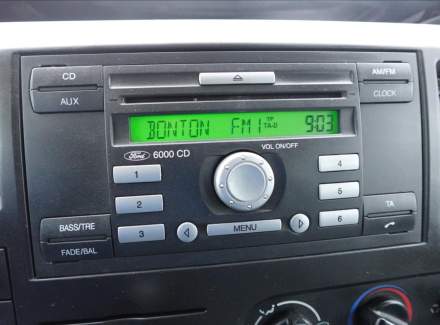 CD
AM/FM
AUX
CLOCK
BONTON FM1 TP TA-D 9:03
Ford 6000 CD
VOL ON/OFF
1
4
2
5
3
6
BASS/TRE
TA
MENU
FADE/BAL